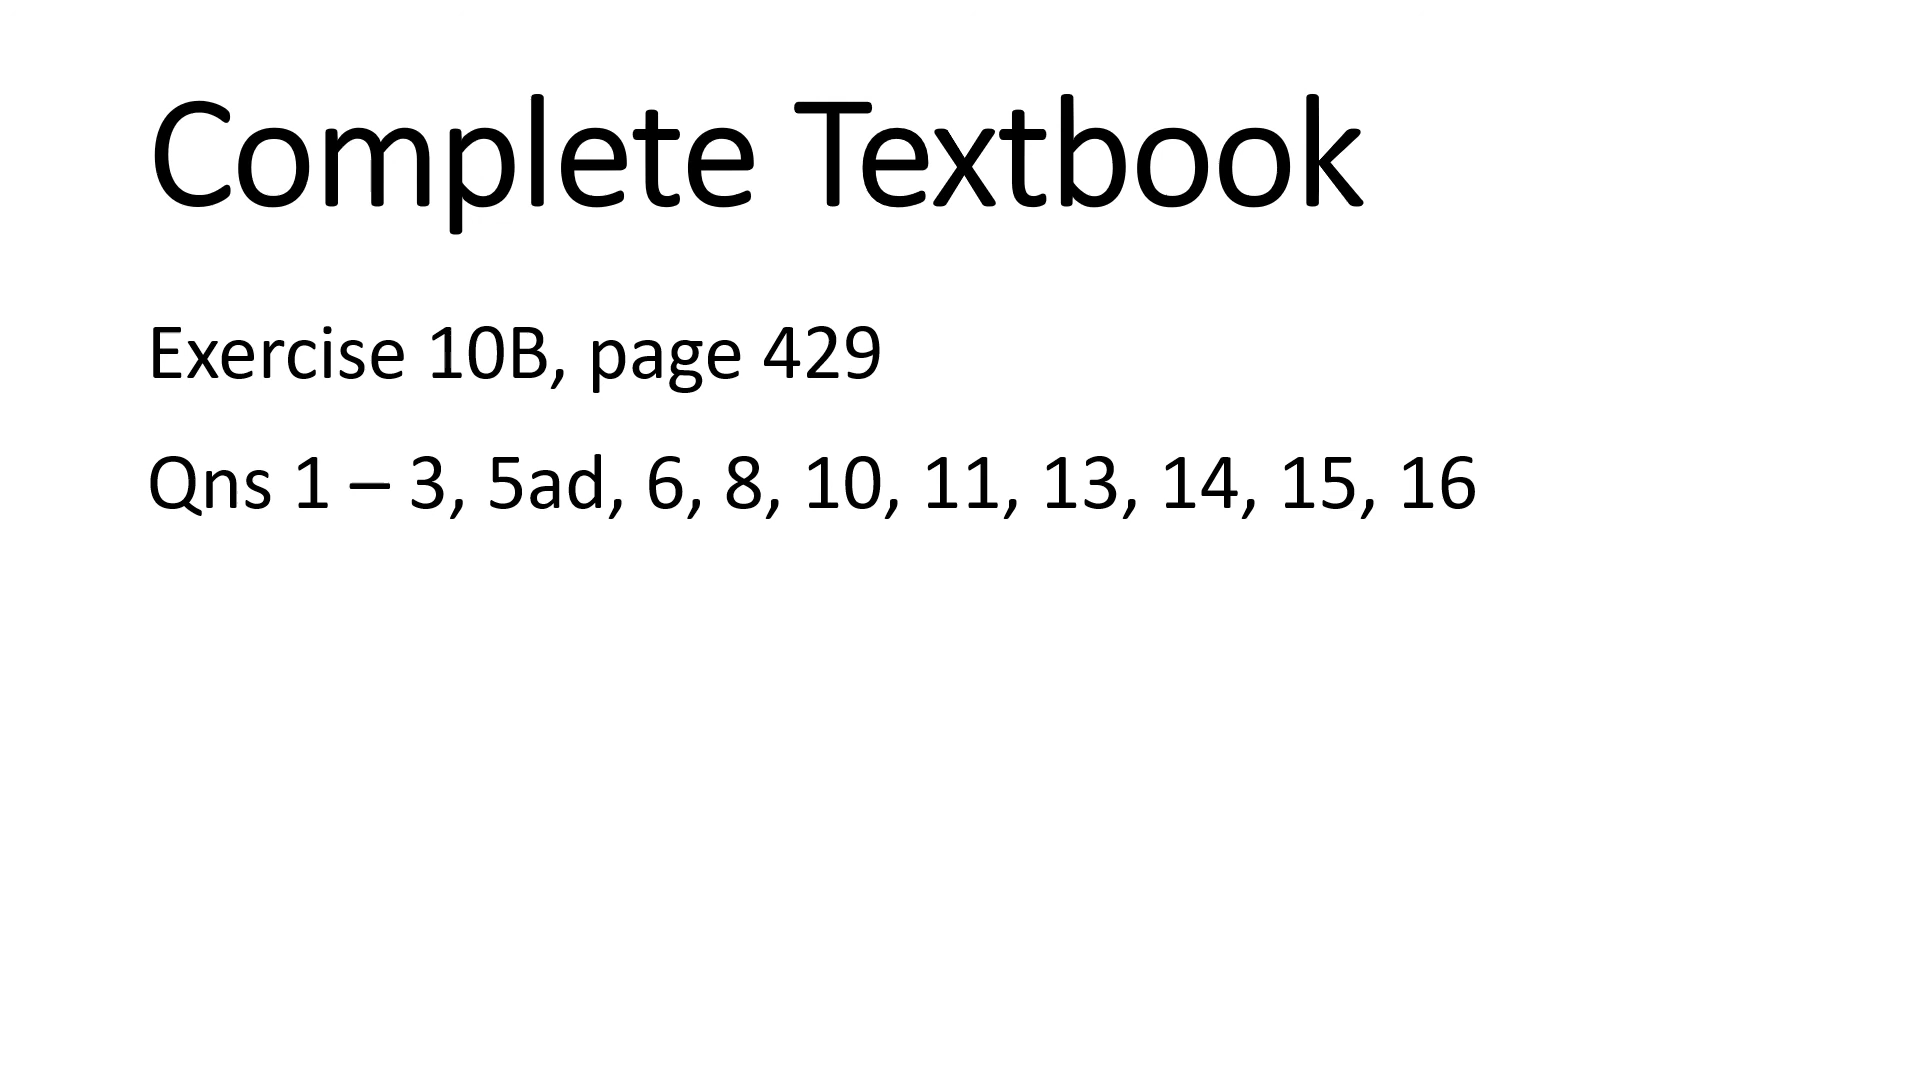 Complete Textbook
Exercise 10B, page 429
Qns 1 – 3, 5ad, 6, 8, 10, 11, 13, 14, 15, 16